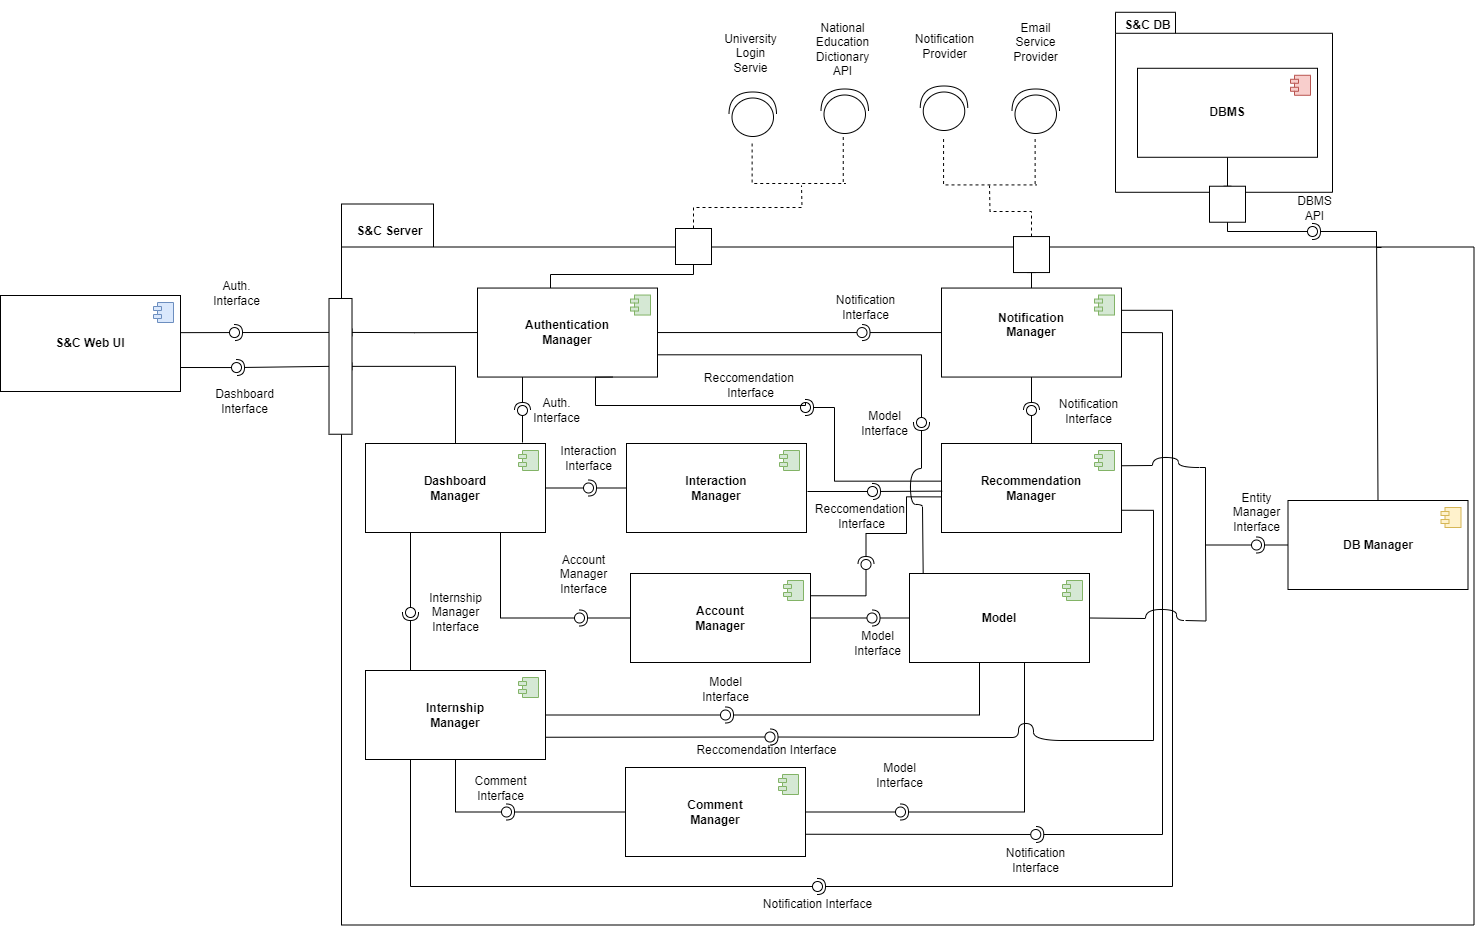 University
Login
Servie
National
Education
Dictionary
API
Notification
Provider
Email
Service
Provider
S&C DB
DBMS
DBMS
API
S&C Server
Auth.
Interface
S&C Web UI
Dashboard
Interface
Authentication
Manager
Notification
Interface
Notification
Manager
Reccomendation
Interface
Auth.
Interface
Model
Interface
Notification
Interface
Dashboard
Manager
Interaction
Interface
Interaction
Manager
Reccomendation
Interface
Recommendation
Manager
Entity
Manager
Interface
DB Manager
Account
Manager
Interface
Internship
Manager
Interface
Account
Manager
Model
Interface
Model
Internship
Manager
Model
Interface
Reccomendation Interface
Comment
Interface
Comment
Manager
Model
Interface
Notification
Interface
Notification Interface